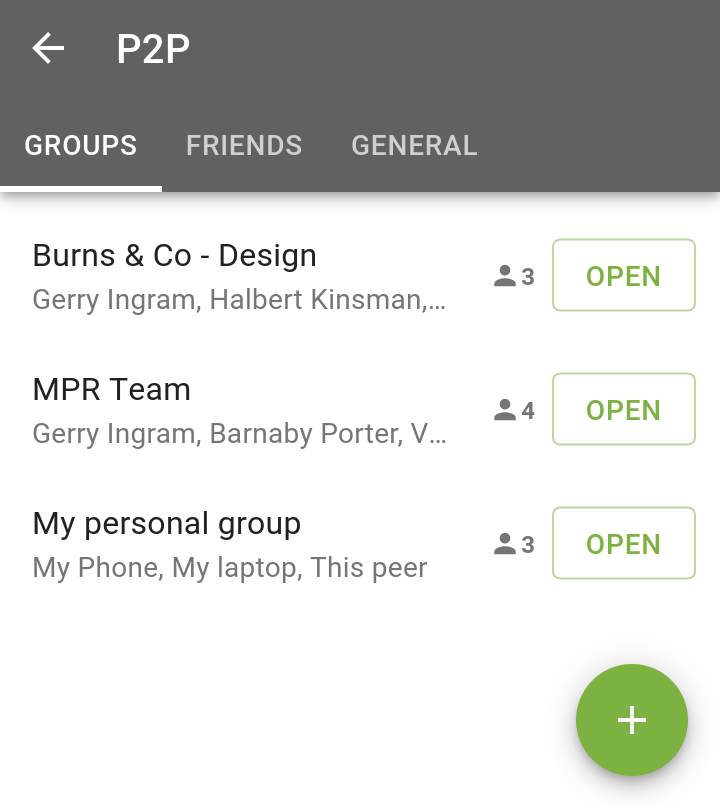 P2P
GROUPS FRIENDS GENERAL
Burns & Co - Design
Gerry Ingram, Halbert Kinsman,...
3 OPEN
MPR Team
Gerry Ingram, Barnaby Porter, V...
4 OPEN
My personal group
My Phone, My laptop, This peer
3 OPEN